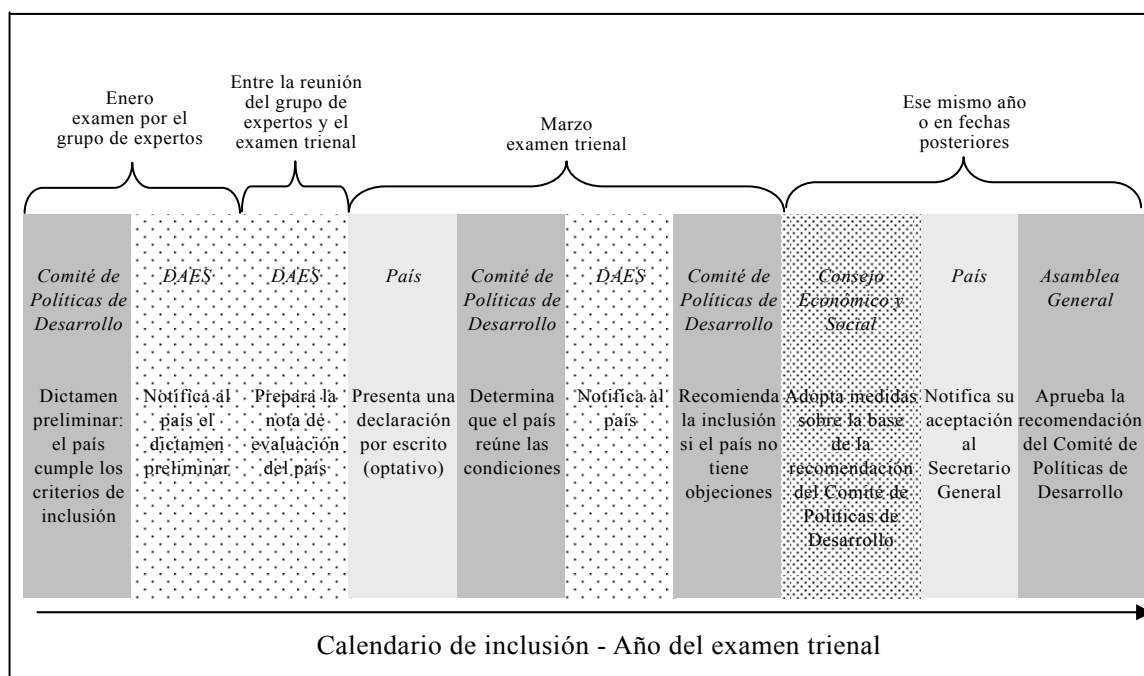 Enero
examen por el
grupo de expertos
Entre la reunión
del grupo de
expertos y el
examen trienal
Marzo
examen trienal
Ese mismo año
o en fechas
posteriores
Comité de
Políticas de
Desarrollo
DAES
DAES
País
Comité de
Políticas de
Desarrollo
DAES
Comité de
Políticas de
Desarrollo
Consejo
Económico y
Social
País
Asamblea
General
Dictamen
preliminar:
el país
cumple los
criterios de
inclusión
Notifica al
país el
dictamen
preliminar
Prepara la
nota de
evaluación
del país
Presenta una
declaración
por escrito
(optativo)
Determina
que el país
reúne las
condiciones
Notifica al
país
Recomienda
la inclusión
si el país no
tiene
objeciones
Adopta medidas
sobre la base
de la
recomendación
del Comité de
Políticas de
Desarrollo
Notifica su
aceptación
al
Secretario
General
Aprueba la
recomendación
del Comité de
Políticas de
Desarrollo
Calendario de inclusión - Año del examen trienal